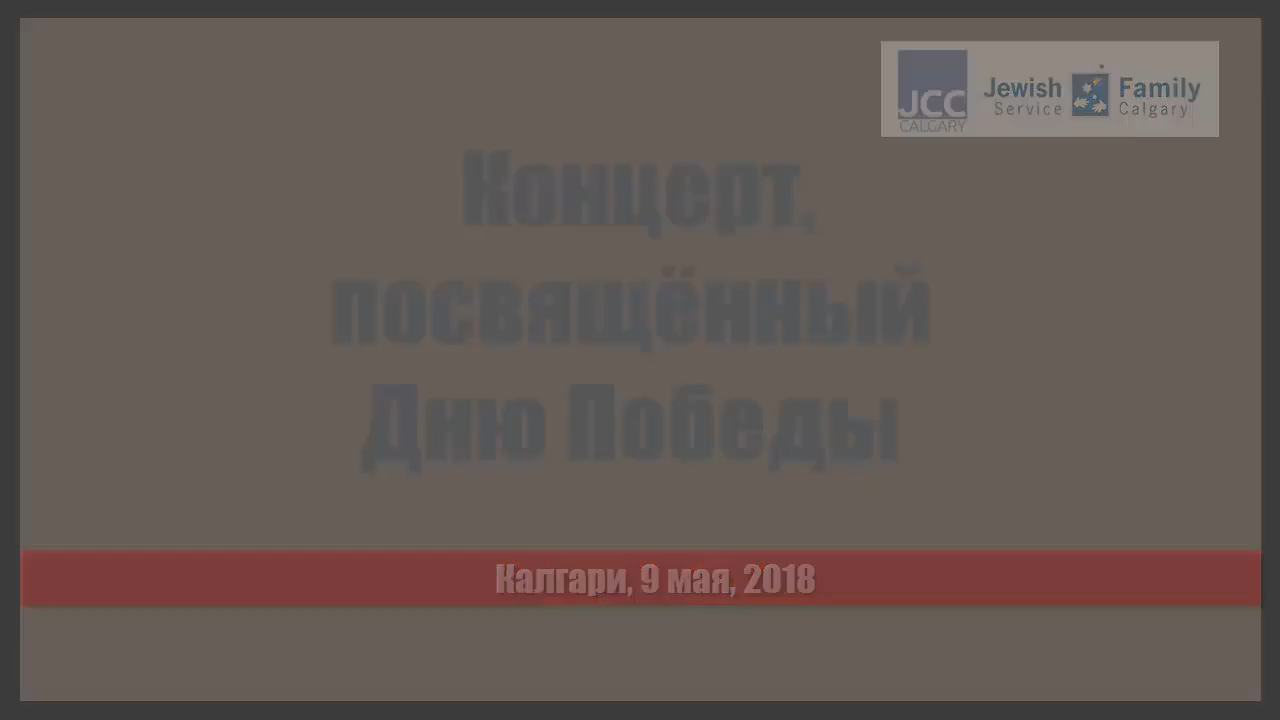 JCC
CALGARY
Jewish Family
Service Calgary
Концерт,
посвящённый
Дню Победы
Калгари, 9 мая, 2018